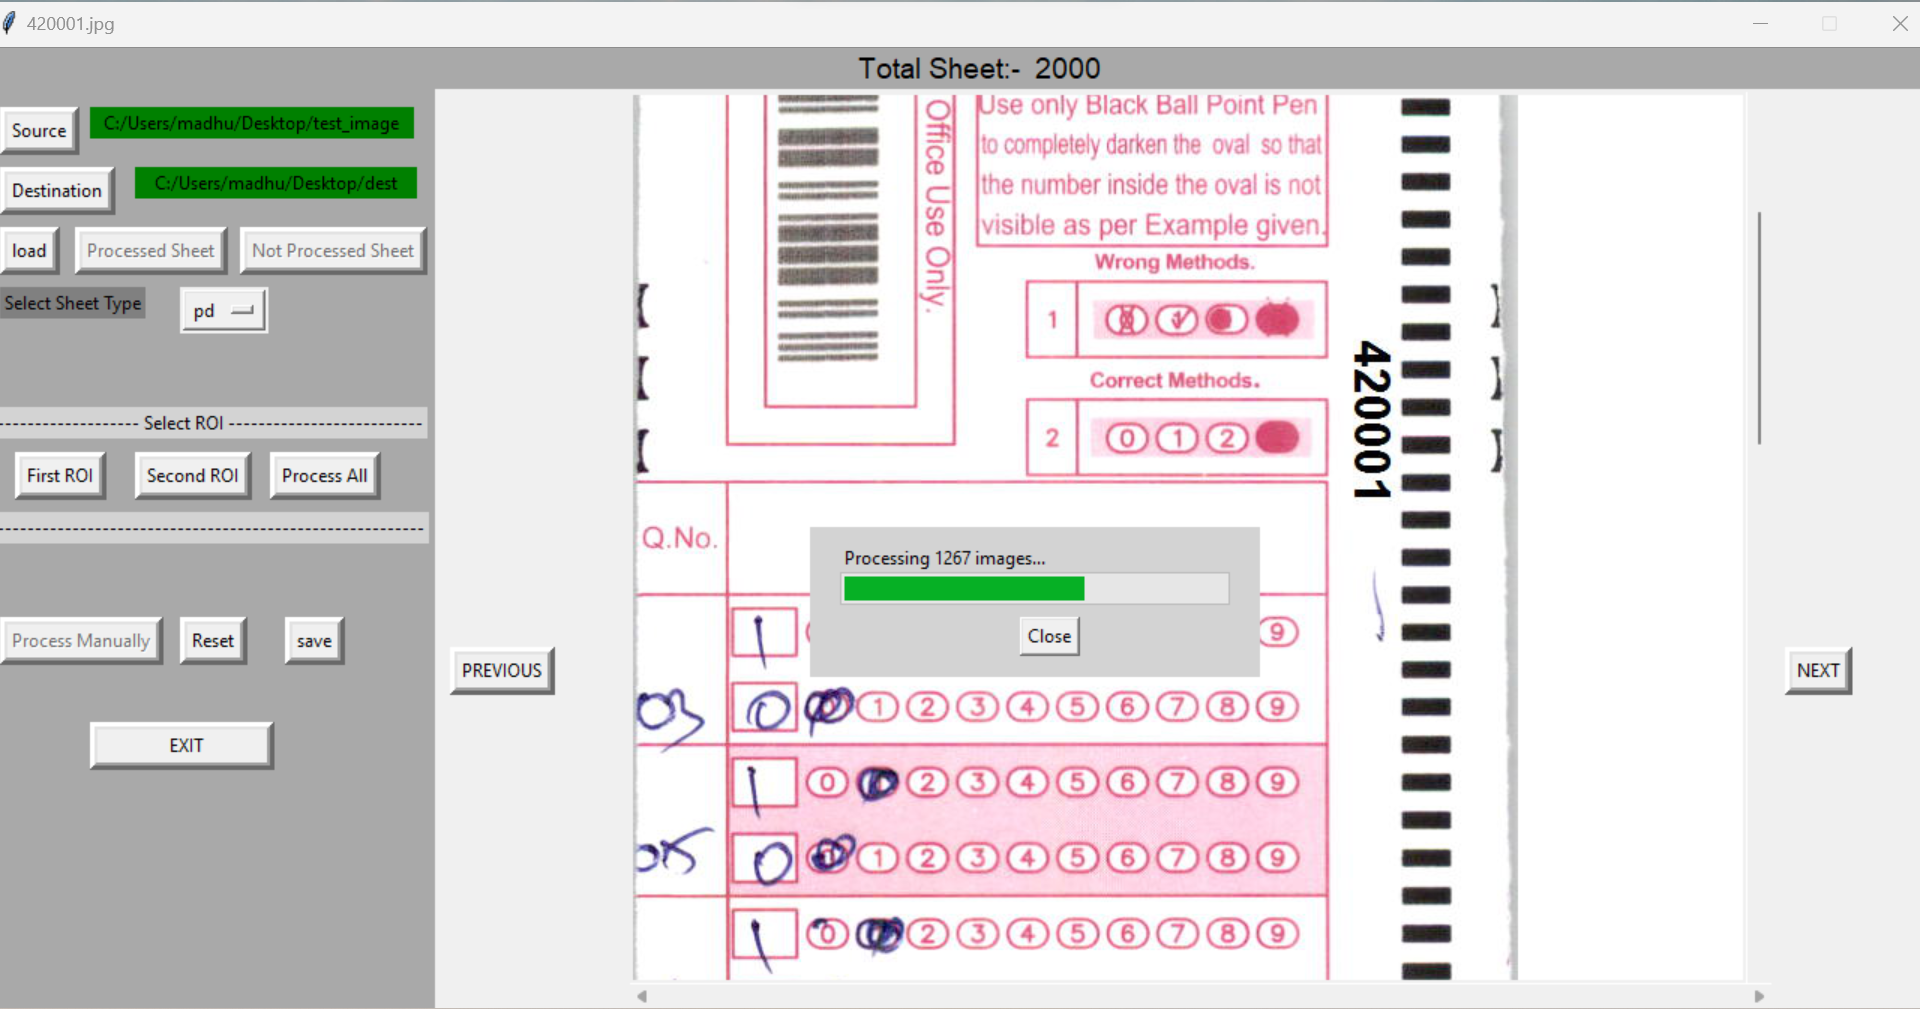 420001.jpg
Total Sheet:- 2000
Source
C:/Users/madhu/Desktop/test_image
Destination
C:/Users/madhu/Desktop/dest
load
Processed Sheet
Not Processed Sheet
Select Sheet Type
pd
---------------------- Select ROI ------------------------------
First ROI
Second ROI
Process All
Process Manually
Reset
save
EXIT
PREVIOUS
NEXT
Office Use Only.
Use only Black Ball Point Pen
to completely darken the oval so that
the number inside the oval is not
visible as per Example given.
Wrong Methods.
1
Correct Methods.
2 0 1 2
420001
Q.No.
Processing 1267 images...
Close
1 9
03 0 1 2 3 4 5 6 7 8 9
1 0 2 3 4 5 6 7 8 9
05 0 1 2 3 4 5 6 7 8 9
1 0 2 3 4 5 6 7 8 9